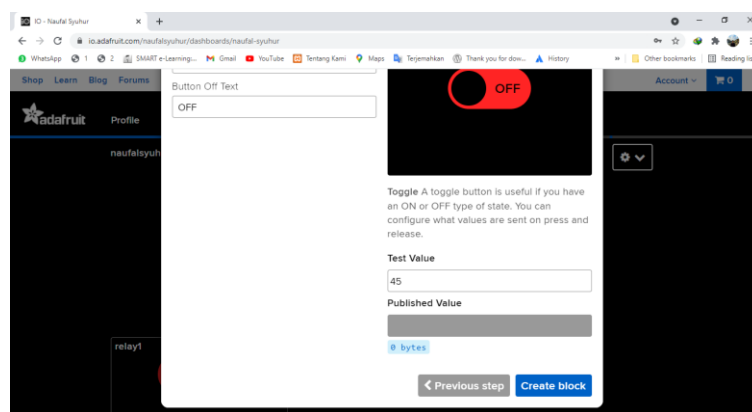 IO - Naufal Syuhur
io.adafruit.com/naufalsyuhur/dashboards/naufal-syuhur
WhatsApp 1 2 SMART e-Learning:... Gmail YouTube Tentang Kami Maps Terjemahkan Thank you for dow... History » Other bookmarks Reading lis
Shop Learn Blog Forums Account 0
Button Off Text
OFF
OFF
adafruit Profile
naufalsyuh
Toggle A toggle button is useful if you have
an ON or OFF type of state. You can
configure what values are sent on press and
release.
Test Value
45
Published Value
0 bytes
relay1
Previous step Create block